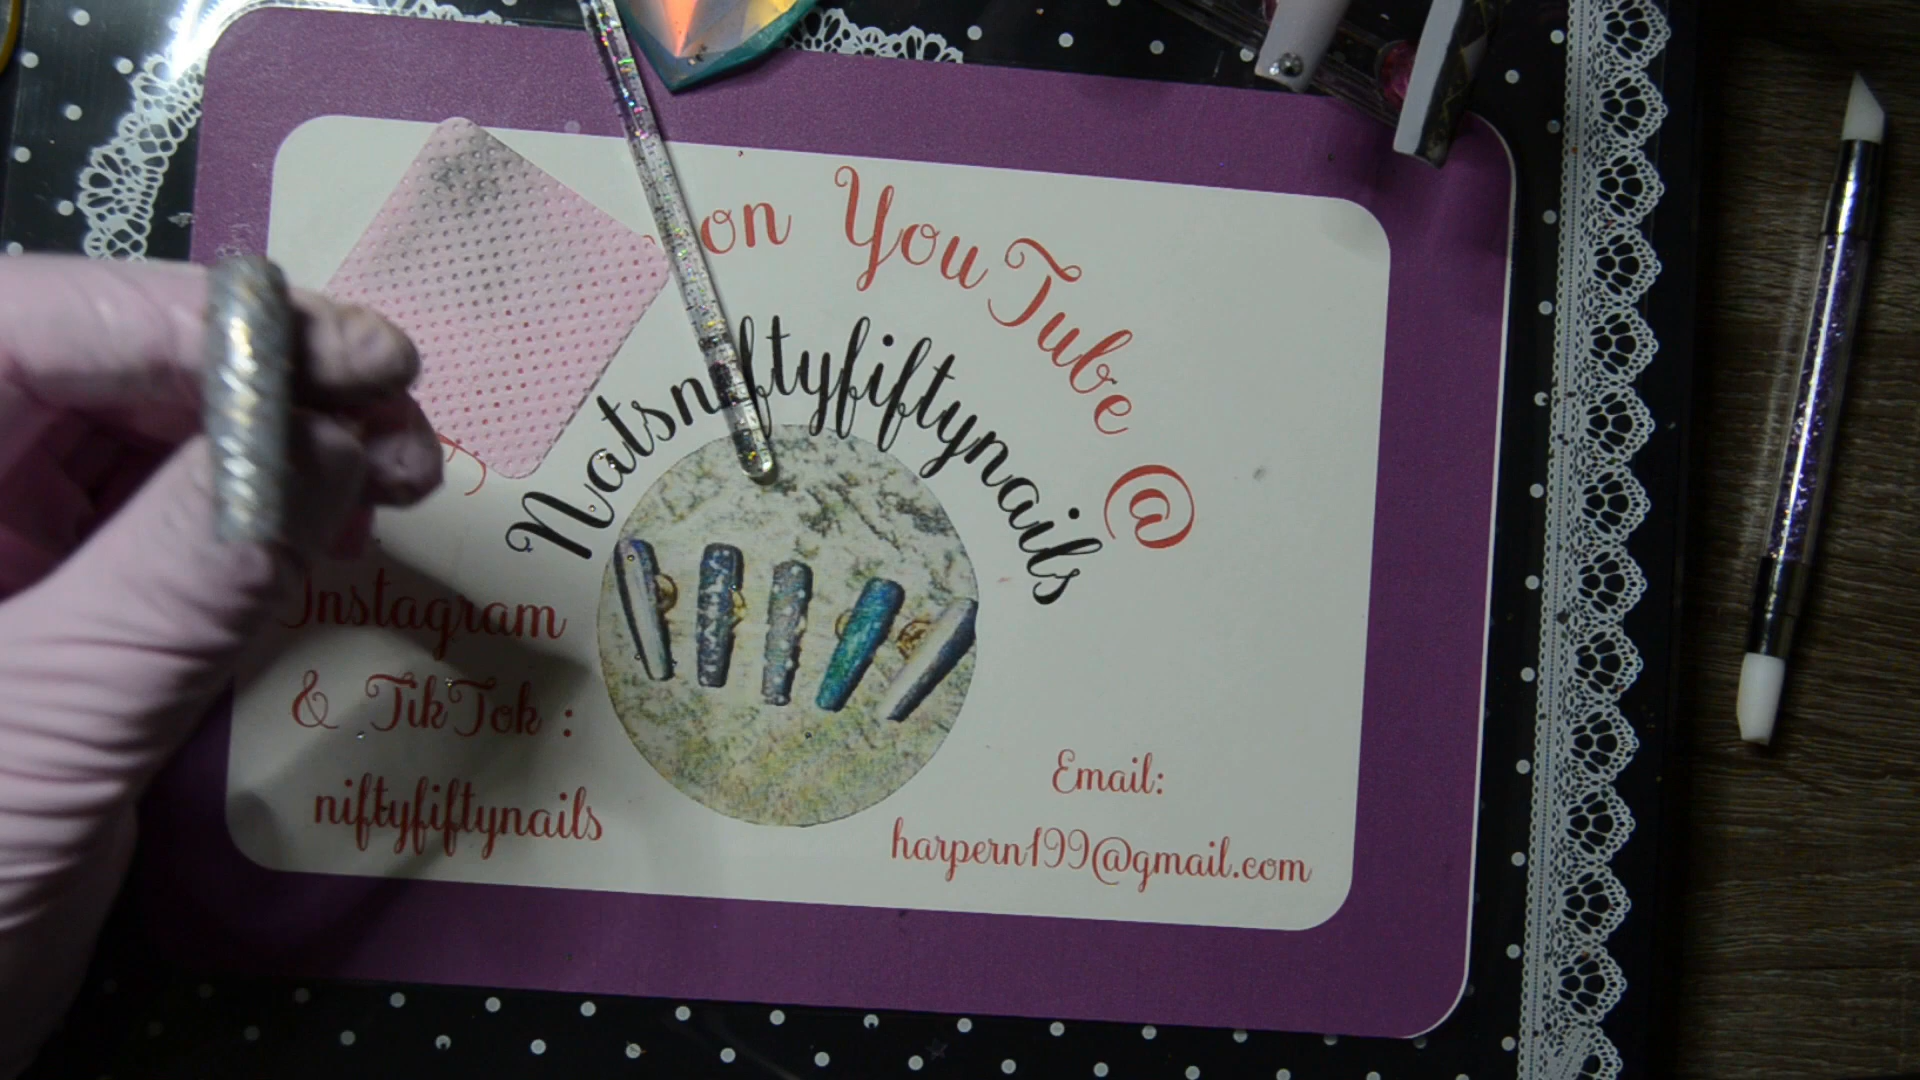 on YouTube @
Natsniftyfiftynails
Instagram
& TikTok :
niftyfiftynails
Email:
harpern199@gmail.com